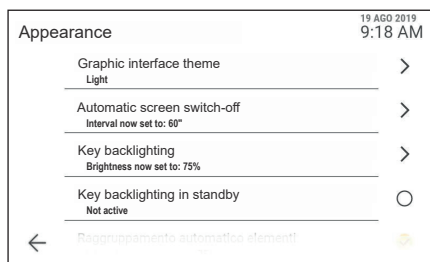 19 AGO 2019
Appearance
9:18 AM
Graphic interface theme
Light
Automatic screen switch-off
Interval now set to: 60"
Key backlighting
Brightness now set to: 75%
Key backlighting in standby
Not active
Raggruppamento automatico elementi